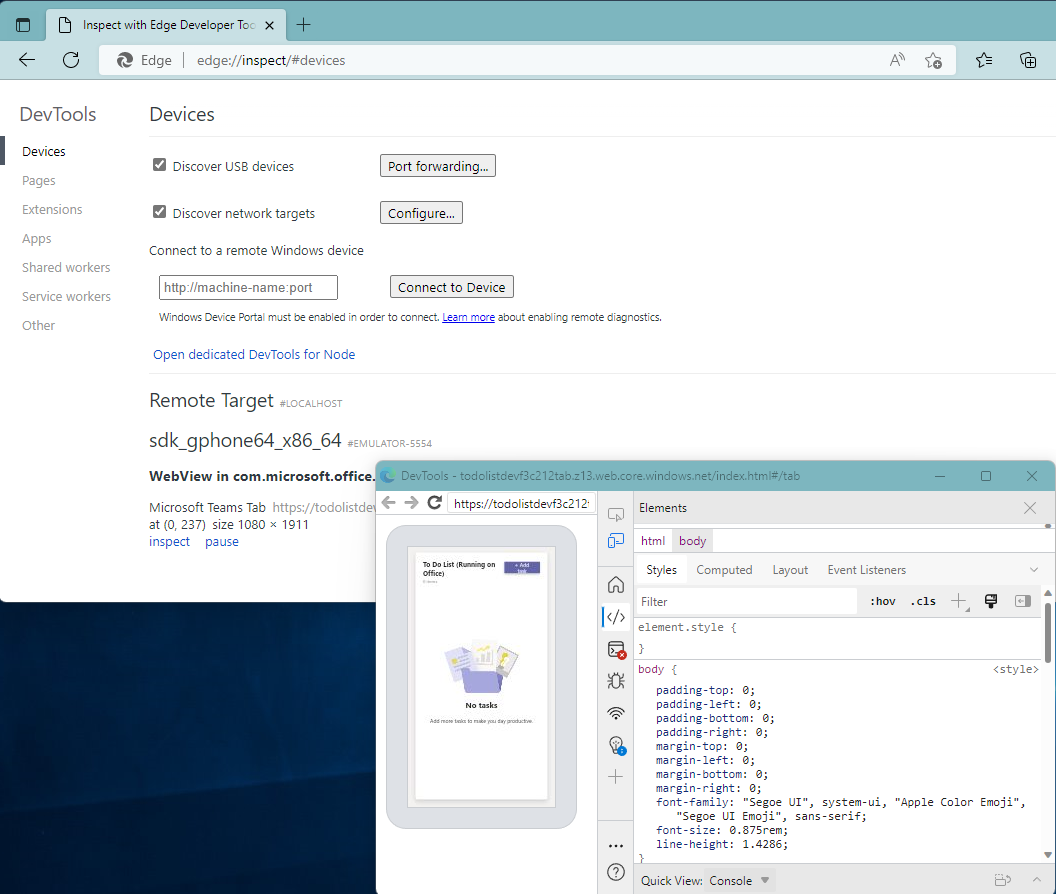 Inspect with Edge Developer Too
Edge
edge://inspect/#devices
DevTools
Devices
Pages
Extensions
Apps
Shared workers
Service workers
Other
Devices
Discover USB devices
Port forwarding...
Discover network targets
Configure...
Connect to a remote Windows device
http://machine-name:port
Connect to Device
Windows Device Portal must be enabled in order to connect. Learn more about enabling remote diagnostics.
Open dedicated DevTools for Node
Remote Target #LOCALHOST
sdk_gphone64_x86_64 #EMULATOR-5554
WebView in com.microsoft.office.
Microsoft Teams Tab https://todolistdev
at (0, 237) size 1080 × 1911
inspect pause
DevTools - todolistdevf3c212tab.z13.web.core.windows.net/index.html#/tab
https://todolistdevf3c212t
To Do List (Running on
Office)
+ Add
task
No tasks
Add more tasks to make you day productive.
Elements
html body
Styles Computed Layout Event Listeners
Filter
:hov .cls
element.style {
}
body { <style>
padding-top: 0;
padding-left: 0;
padding-bottom: 0;
padding-right: 0;
margin-top: 0;
margin-left: 0;
margin-bottom: 0;
margin-right: 0;
font-family: "Segoe UI", system-ui, "Apple Color Emoji",
"Segoe UI Emoji", sans-serif;
font-size: 0.875rem;
line-height: 1.4286;
}
Quick View: Console